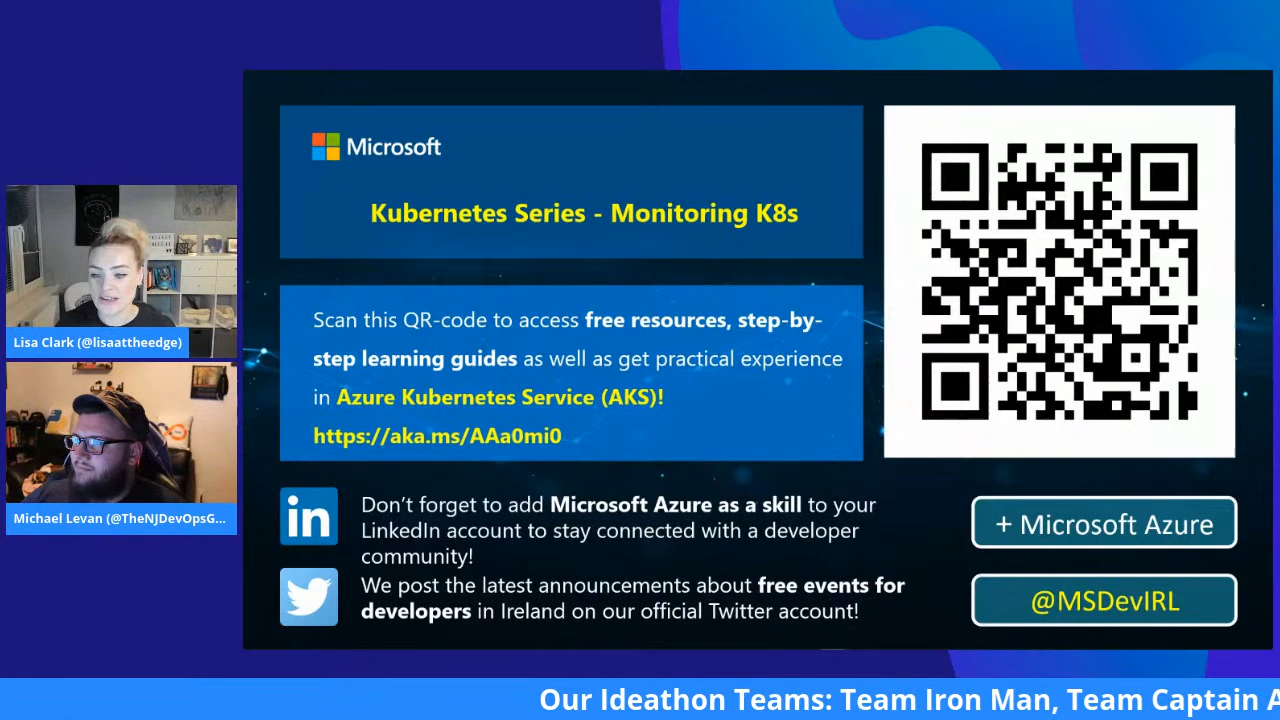 Microsoft
Kubernetes Series - Monitoring K8s
Scan this QR-code to access free resources, step-by-
step learning guides as well as get practical experience
in Azure Kubernetes Service (AKS)!
https://aka.ms/AAa0mi0
Lisa Clark (@lisaattheedge)
Michael Levan (@TheNJDevOpsG...
in
Don’t forget to add Microsoft Azure as a skill to your
LinkedIn account to stay connected with a developer
community!
+ Microsoft Azure
We post the latest announcements about free events for
developers in Ireland on our official Twitter account!
@MSDevIRL
Our Ideathon Teams: Team Iron Man, Team Captain A